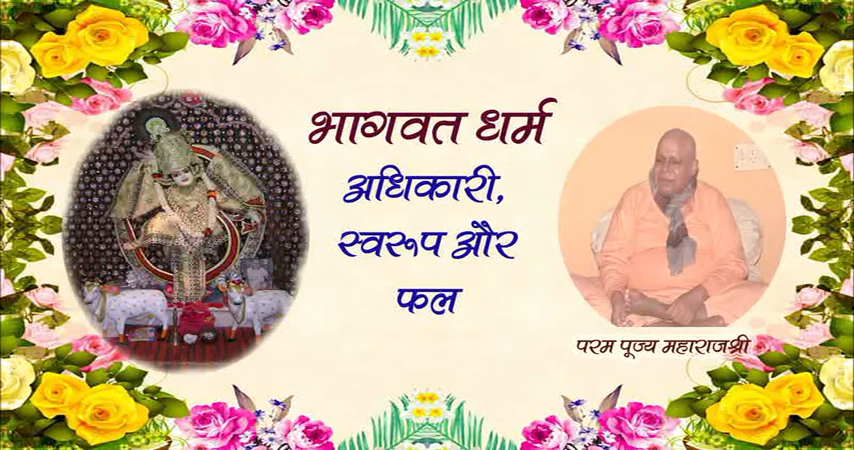 भागवत धर्म
अधिकारी,
स्वरूप और
फल
परम पूज्य महाराजश्री